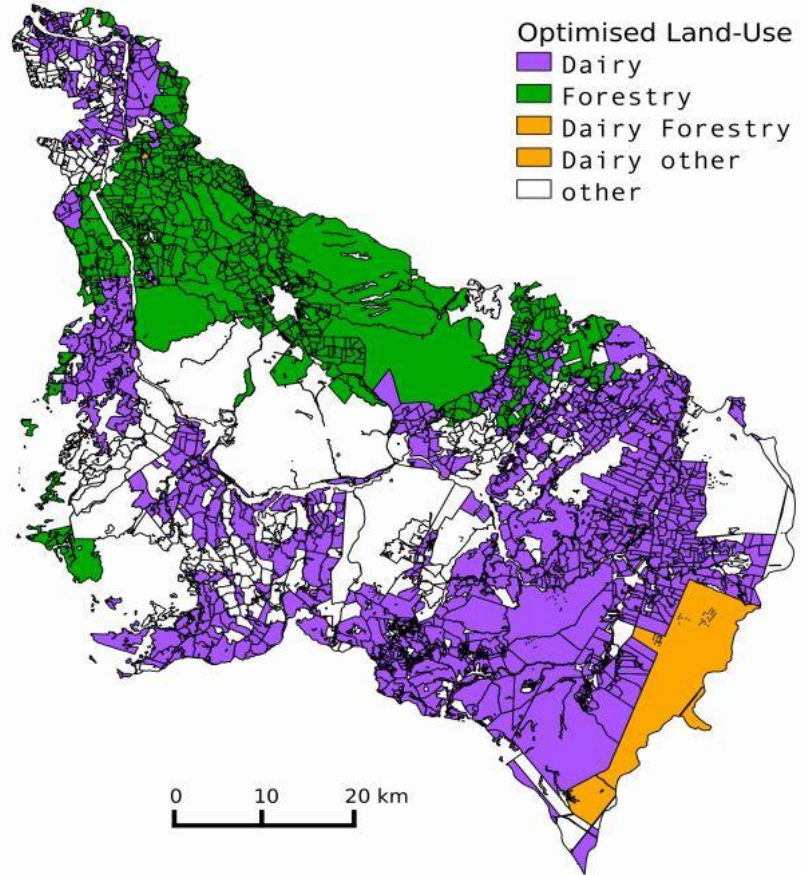 Optimised Land-Use
Dairy
Forestry
Dairy Forestry
Dairy other
other
0 10 20 km